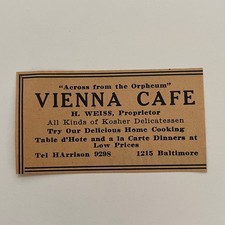 "Across from the Orpheum"
VIENNA CAFE
H. WEISS, Proprietor
All Kinds of Kosher Delicatessen
Try Our Delicious Home Cooking
Table d'Hote and a la Carte Dinners at
Low Prices
Tel HArrison 9298 1215 Baltimore